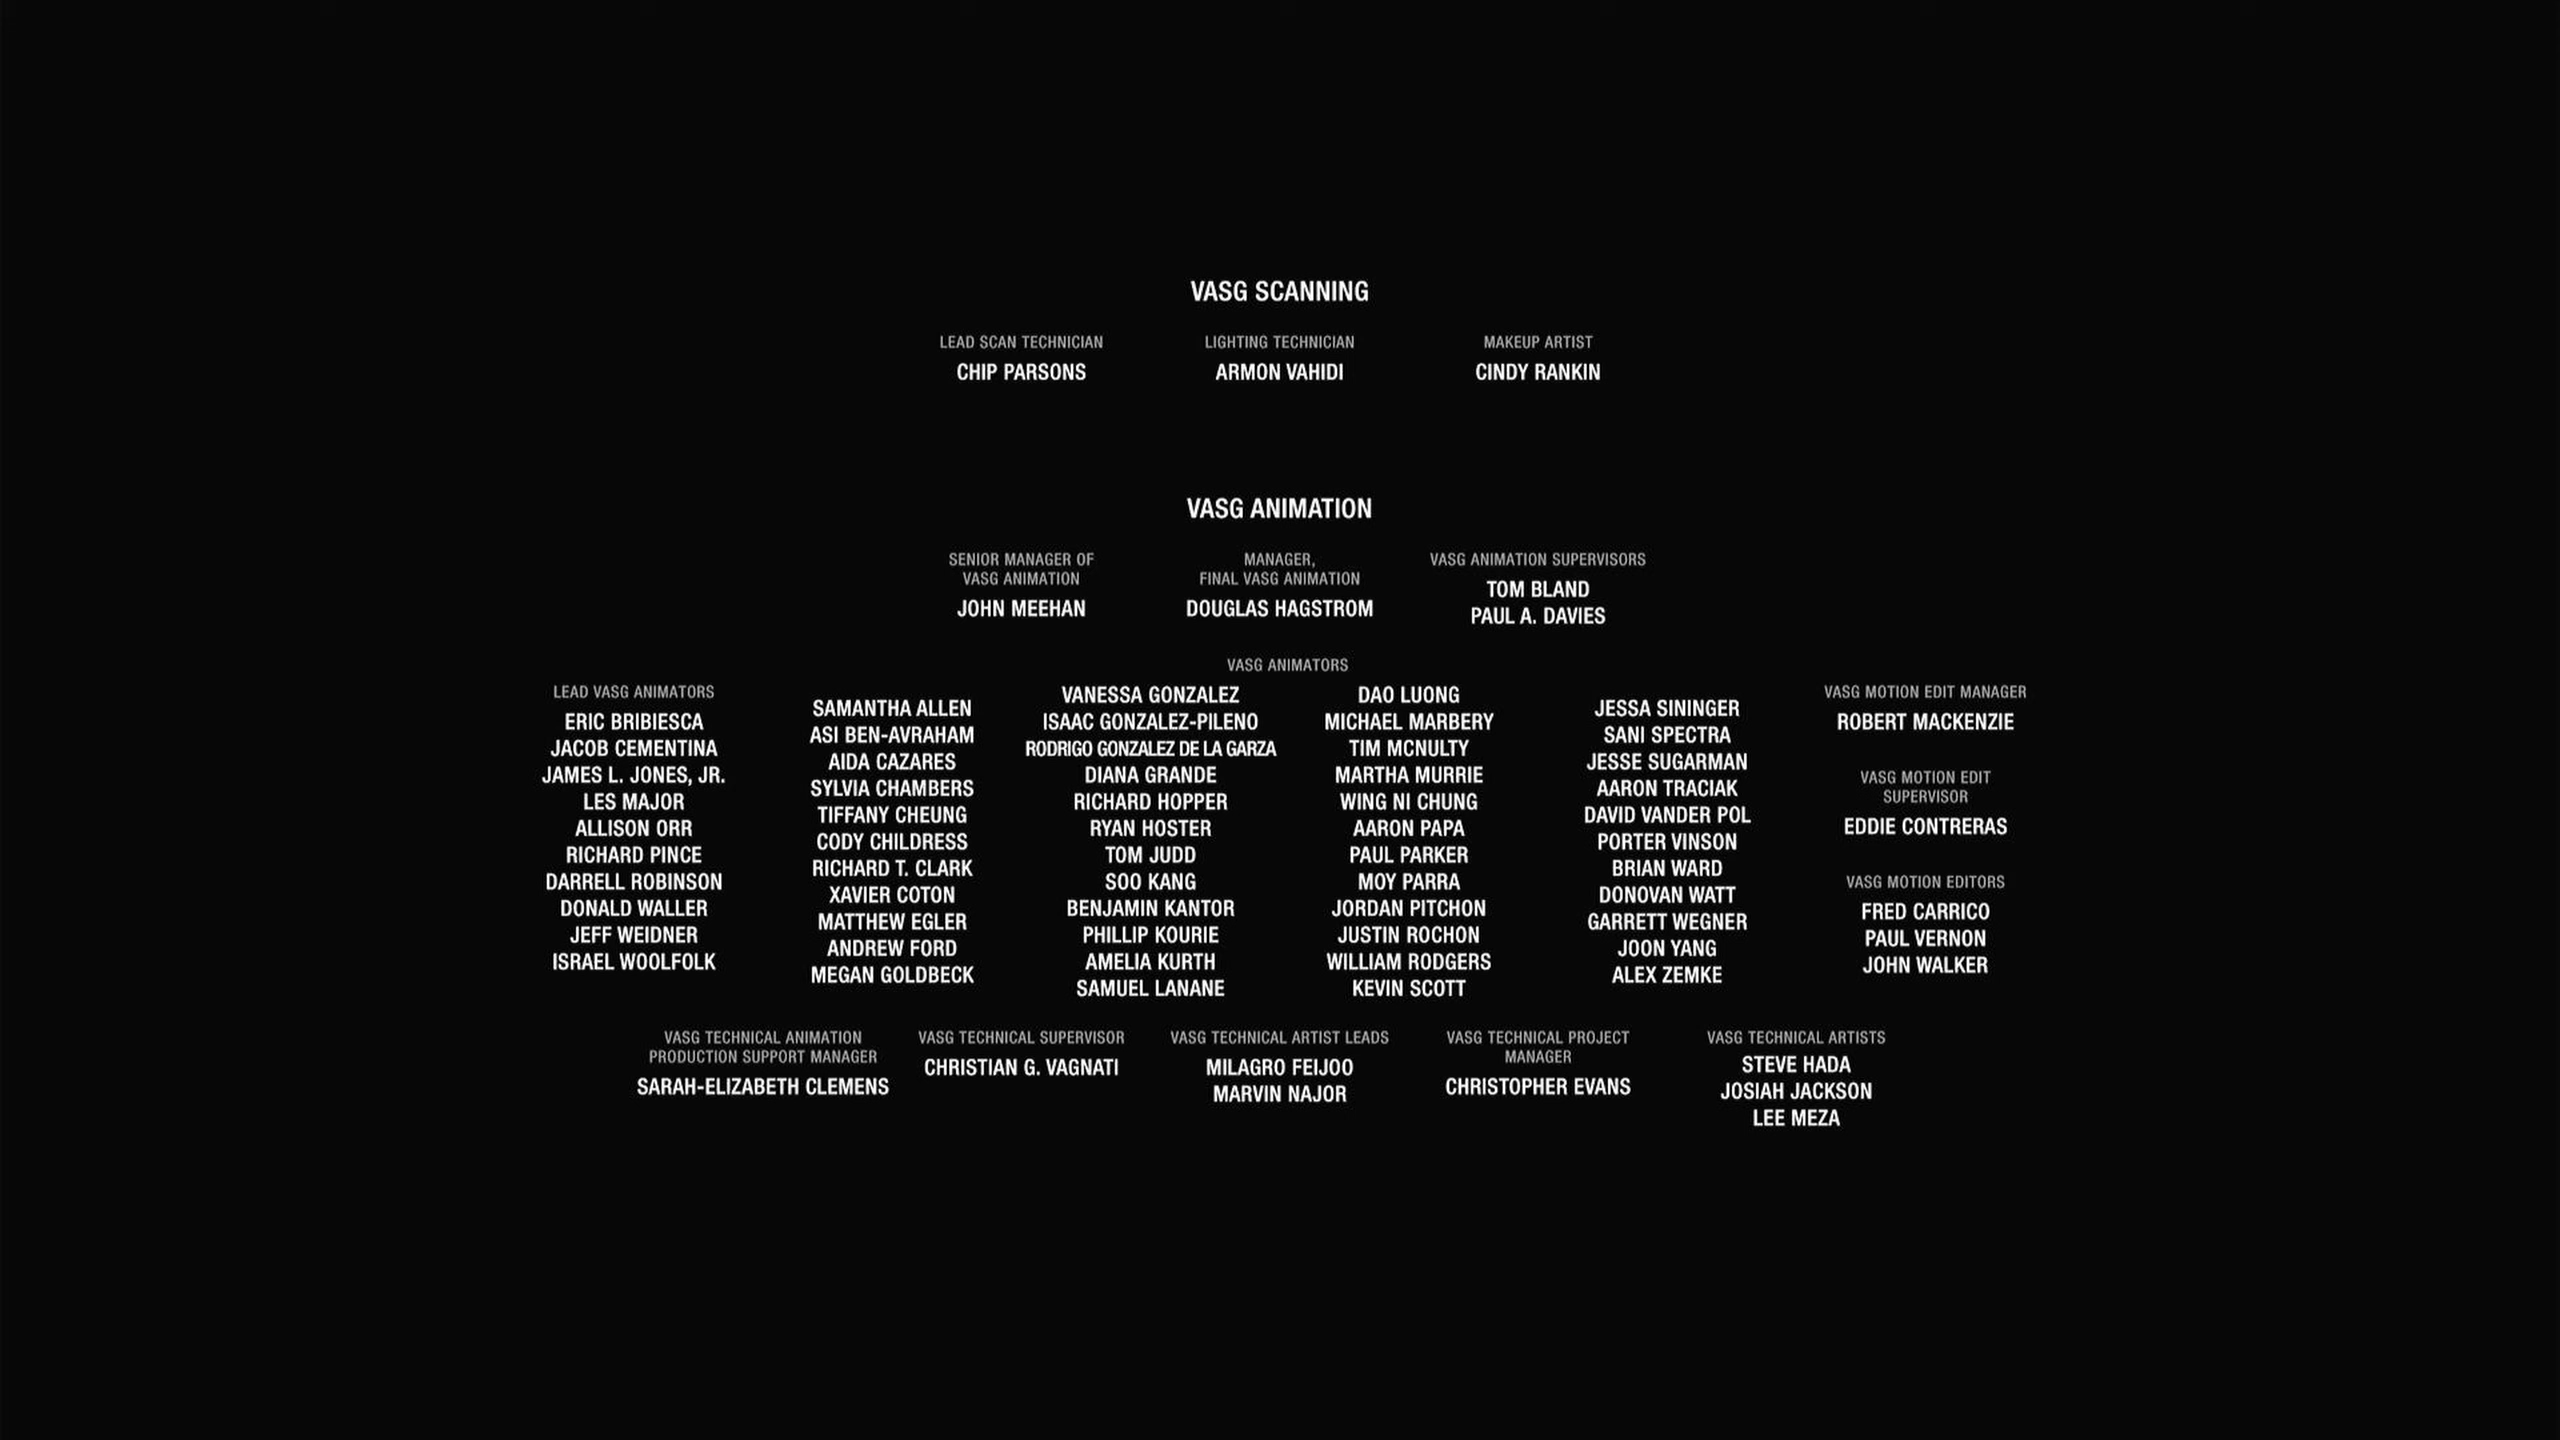 VASG SCANNING
LEAD SCAN TECHNICIAN
CHIP PARSONS
LIGHTING TECHNICIAN
ARMON VAHIDI
MAKEUP ARTIST
CINDY RANKIN
VASG ANIMATION
SENIOR MANAGER OF
VASG ANIMATION
JOHN MEEHAN
MANAGER,
FINAL VASG ANIMATION
DOUGLAS HAGSTROM
VASG ANIMATION SUPERVISORS
TOM BLAND
PAUL A. DAVIES
LEAD VASG ANIMATORS
ERIC BRIBIESCA
JACOB CEMENTINA
JAMES L. JONES, JR.
LES MAJOR
ALLISON ORR
RICHARD PINCE
DARRELL ROBINSON
DONALD WALLER
JEFF WEIDNER
ISRAEL WOOLFOLK
VASG ANIMATORS
SAMANTHA ALLEN
ASI BEN-AVRAHAM
AIDA CAZARES
SYLVIA CHAMBERS
TIFFANY CHEUNG
CODY CHILDRESS
RICHARD T. CLARK
XAVIER COTON
MATTHEW EGLER
ANDREW FORD
MEGAN GOLDBECK
VANESSA GONZALEZ
ISAAC GONZALEZ-PILENO
RODRIGO GONZALEZ DE LA GARZA
DIANA GRANDE
RICHARD HOPPER
RYAN HOSTER
TOM JUDD
SOO KANG
BENJAMIN KANTOR
PHILLIP KOURIE
AMELIA KURTH
SAMUEL LANANE
DAO LUONG
MICHAEL MARBERY
TIM MCNULTY
MARTHA MURRIE
WING NI CHUNG
AARON PAPA
PAUL PARKER
MOY PARRA
JORDAN PITCHON
JUSTIN ROCHON
WILLIAM RODGERS
KEVIN SCOTT
JESSA SININGER
SANI SPECTRA
JESSE SUGARMAN
AARON TRACIAK
DAVID VANDER POL
PORTER VINSON
BRIAN WARD
DONOVAN WATT
GARRETT WEGNER
JOON YANG
ALEX ZEMKE
VASG MOTION EDIT MANAGER
ROBERT MACKENZIE
VASG MOTION EDIT
SUPERVISOR
EDDIE CONTRERAS
VASG MOTION EDITORS
FRED CARRICO
PAUL VERNON
JOHN WALKER
VASG TECHNICAL ANIMATION
PRODUCTION SUPPORT MANAGER
SARAH-ELIZABETH CLEMENS
VASG TECHNICAL SUPERVISOR
CHRISTIAN G. VAGNATI
VASG TECHNICAL ARTIST LEADS
MILAGRO FEIJOO
MARVIN NAJOR
VASG TECHNICAL PROJECT
MANAGER
CHRISTOPHER EVANS
VASG TECHNICAL ARTISTS
STEVE HADA
JOSIAH JACKSON
LEE MEZA